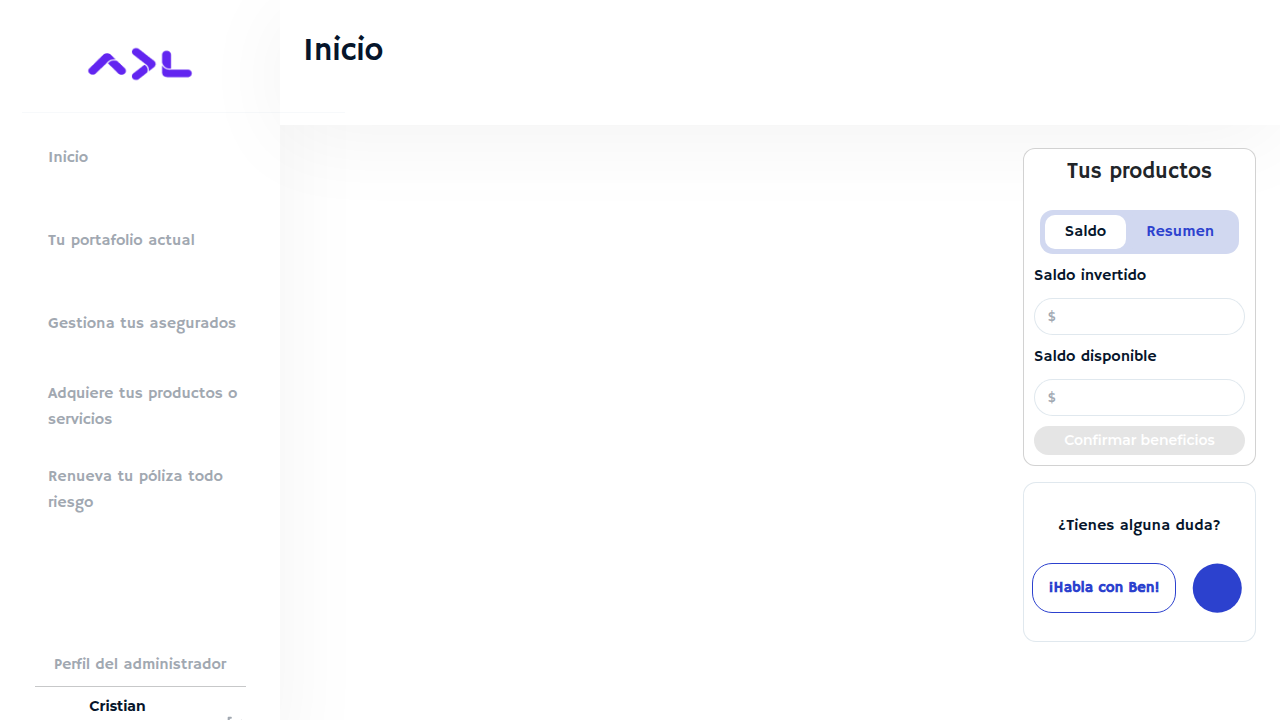 Inicio
Inicio
Tu portafolio actual
Gestiona tus asegurados
Adquiere tus productos o
servicios
Renueva tu póliza todo
riesgo
Perfil del administrador
Cristian
Tus productos
Saldo
Resumen
Saldo invertido
$
Saldo disponible
$
Confirmar beneficios
¿Tienes alguna duda?
¡Habla con Ben!